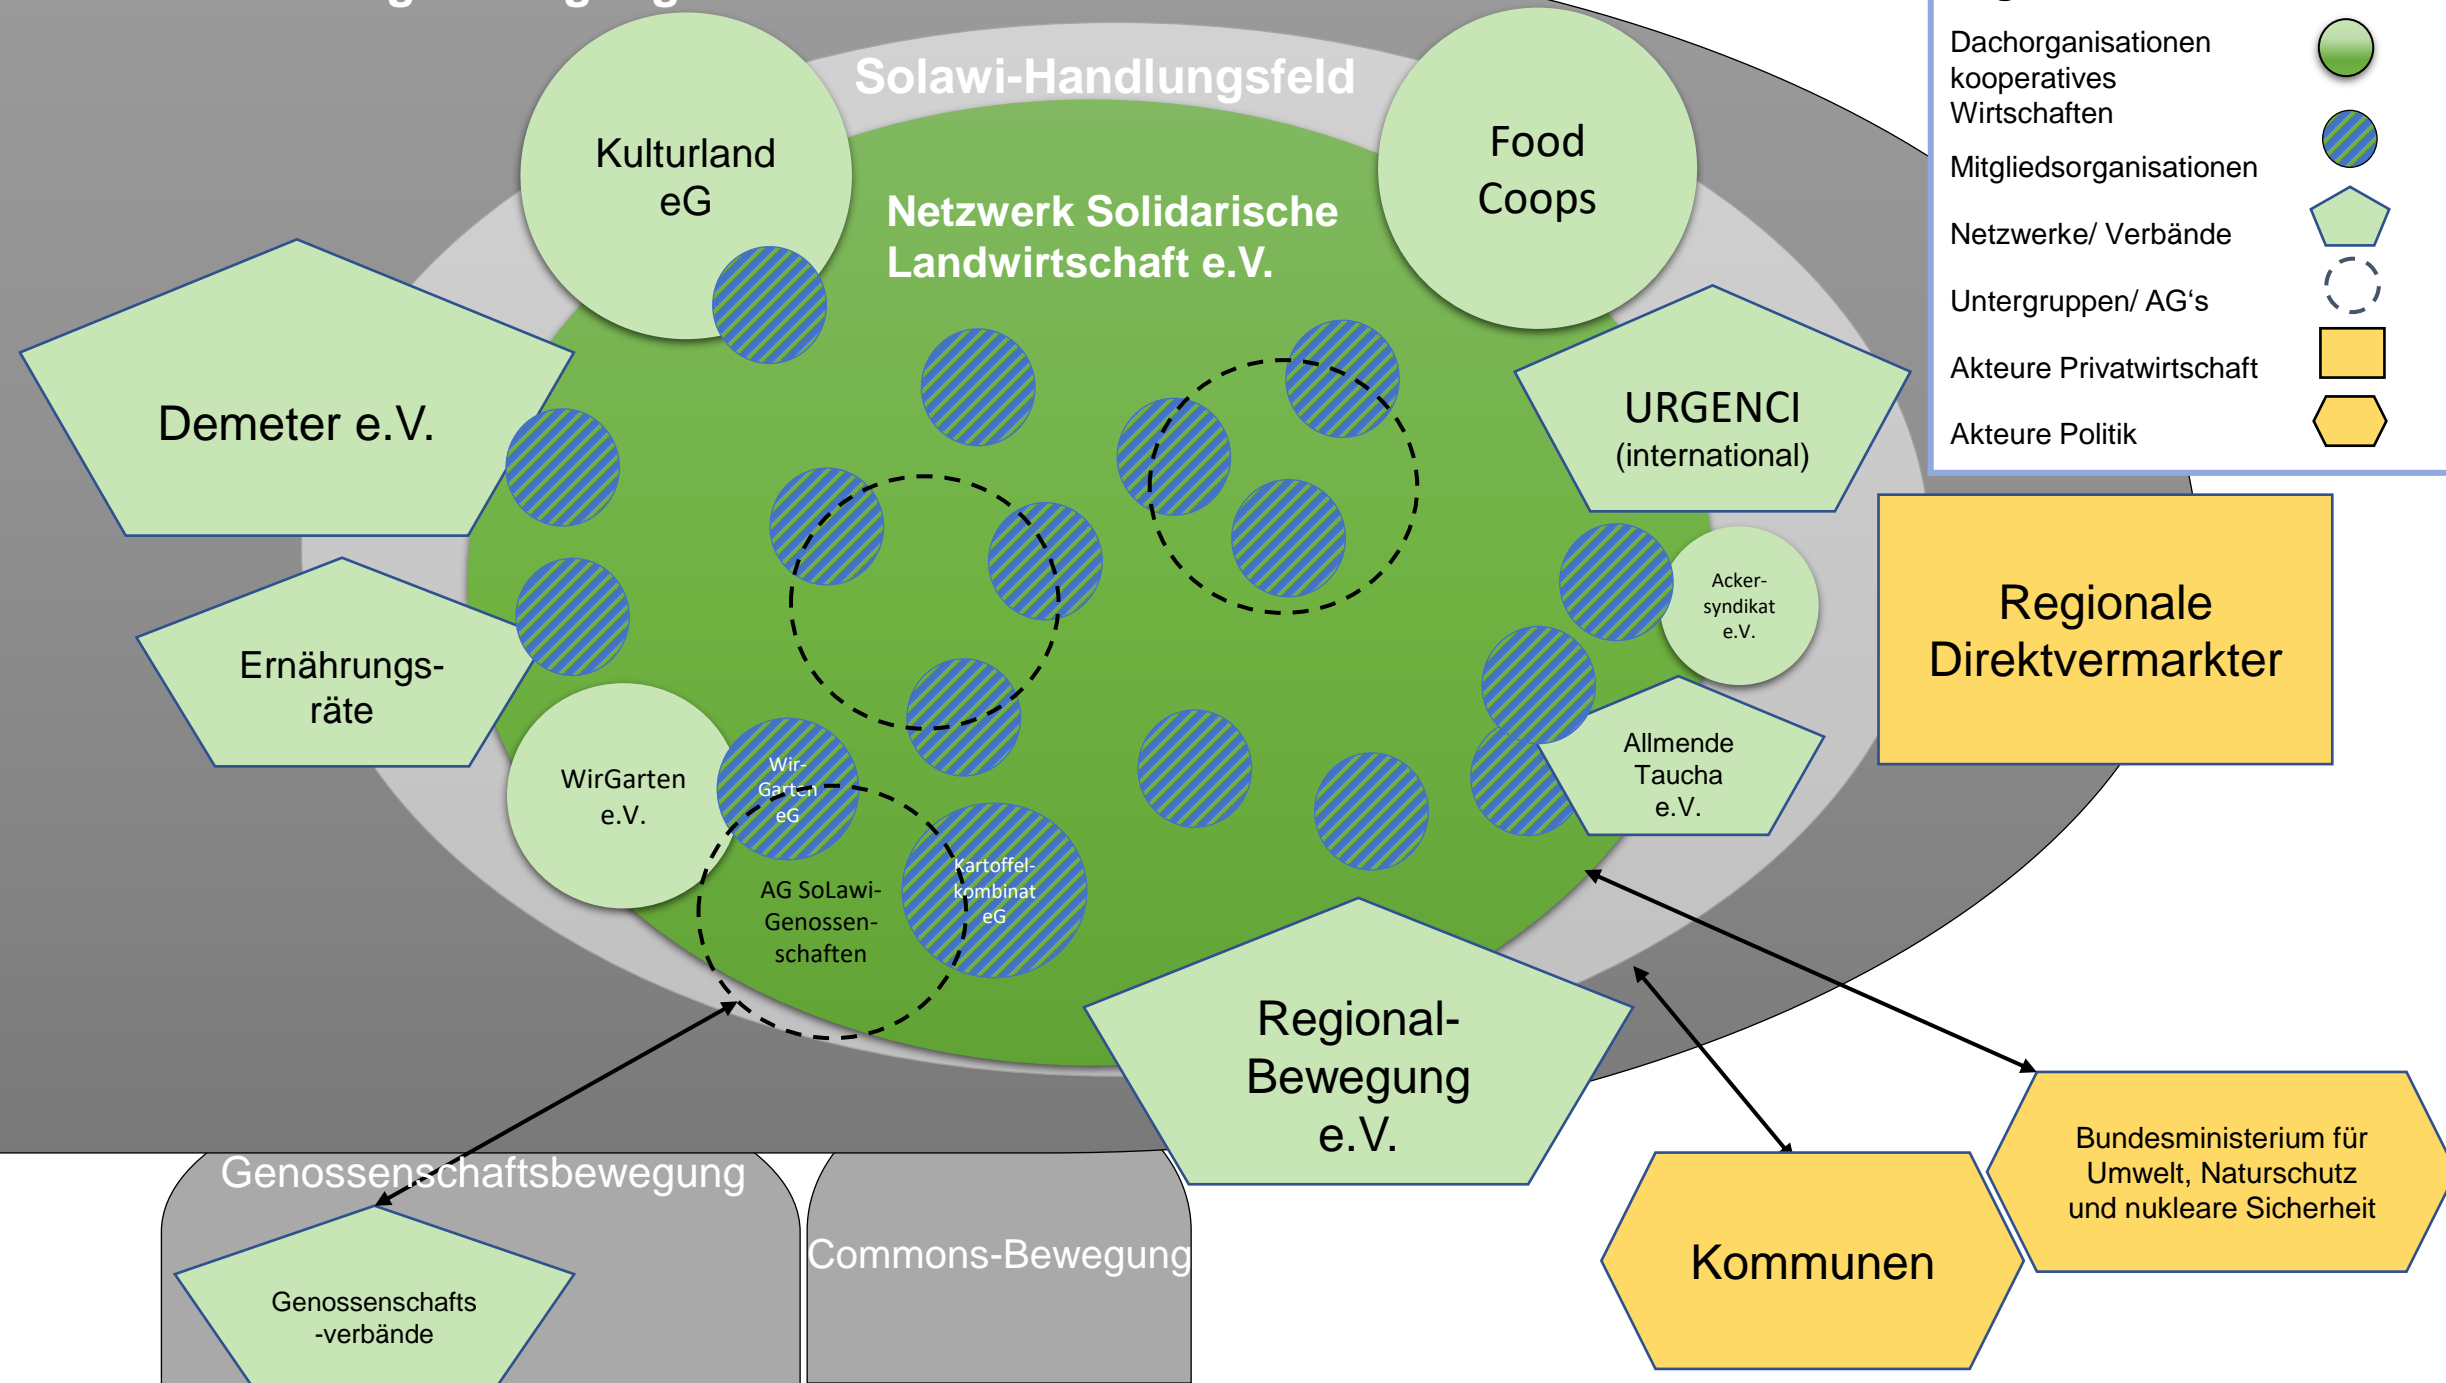 Solawi-Handlungsfeld
Kulturland
eG
Food
Coops
Netzwerk Solidarische
Landwirtschaft e.V.
Demeter e.V.
URGENCI
(international)
Ernährungs-
räte
Acker-
syndikat
e.V.
Regionale
Direktvermarkter
WirGarten
e.V.
Wir-
Garten
eG
Allmende
Taucha
e.V.
AG SoLawi-
Genossen-
schaften
Kartoffel-
kombinat
eG
Regional-
Bewegung
e.V.
Genossenschaftsbewegung
Commons-Bewegung
Genossenschafts
-verbände
Kommunen
Bundesministerium für
Umwelt, Naturschutz
und nukleare Sicherheit
Dachorganisationen
kooperatives
Wirtschaften
Mitgliedsorganisationen
Netzwerke/ Verbände
Untergruppen/ AG‘s
Akteure Privatwirtschaft
Akteure Politik